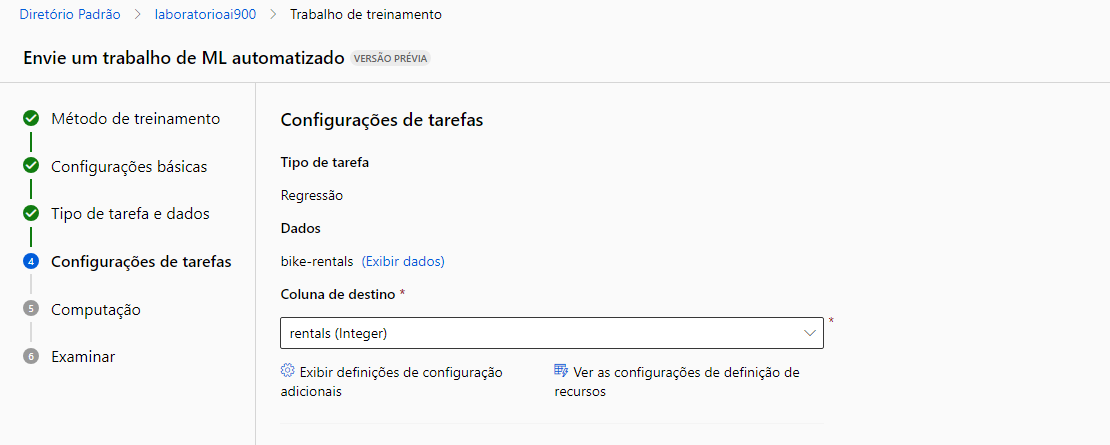 Diretório Padrão > laboratorioai900 > Trabalho de treinamento
Envie um trabalho de ML automatizado VERSÃO PRÉVIA
Método de treinamento
Configurações básicas
Tipo de tarefa e dados
4 Configurações de tarefas
5 Computação
6 Examinar
Configurações de tarefas
Tipo de tarefa
Regressão
Dados
bike-rentals (Exibir dados)
Coluna de destino *
rentals (Integer) *
Exibir definições de configuração
adicionais
Ver as configurações de definição de
recursos